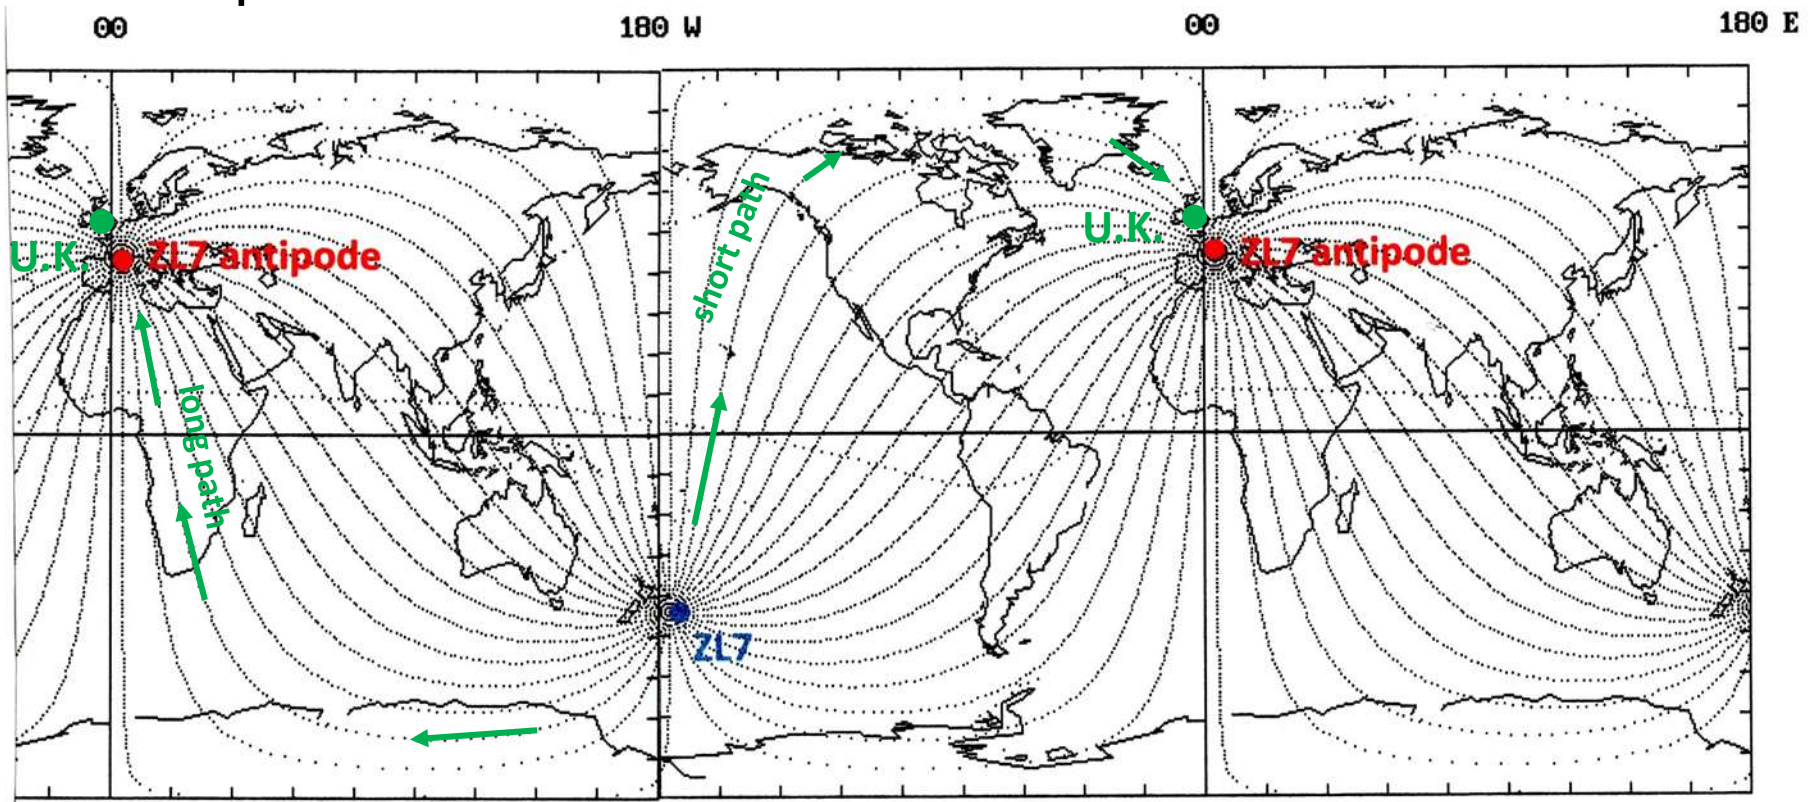 00
180 W
00
180 E
short path
U.K.
ZL7 antipode
U.K.
ZL7 antipode
long path
ZL7